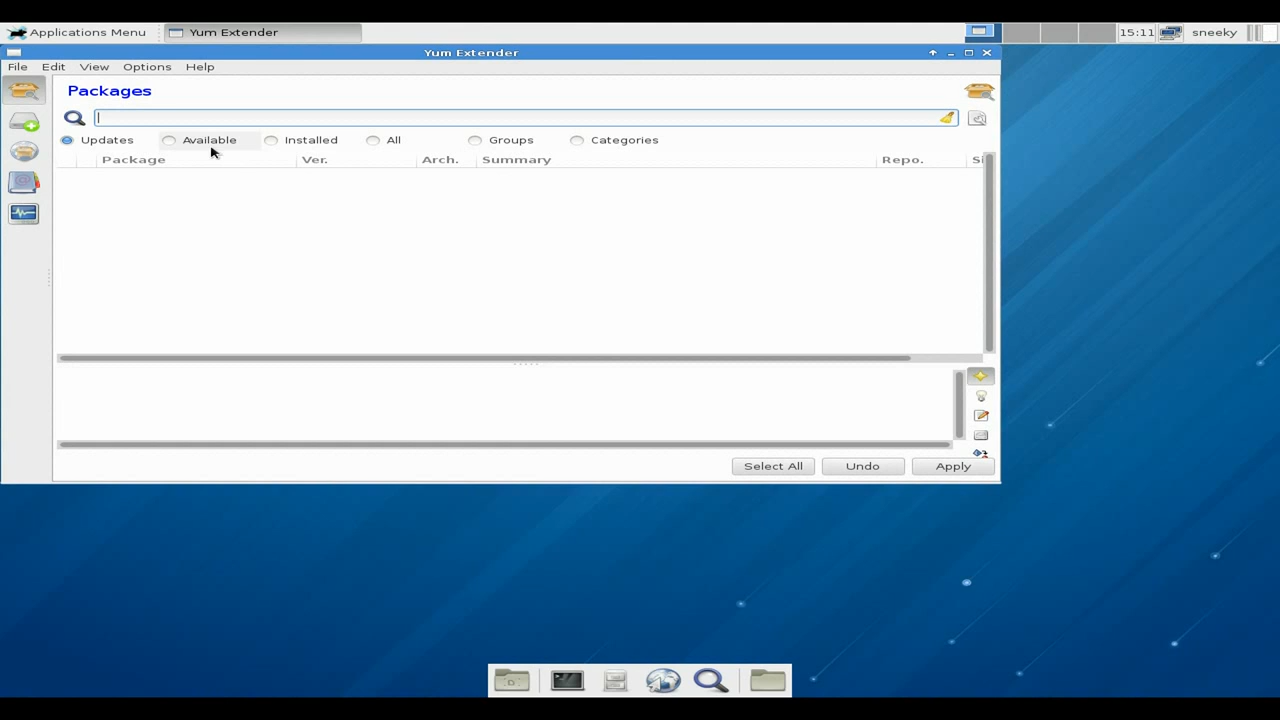 Applications Menu Yum Extender 15:11 sneeky
Yum Extender
File Edit View Options Help
Packages
Updates Available Installed All Groups Categories
Package Ver. Arch. Summary Repo. Si
Select All Undo Apply